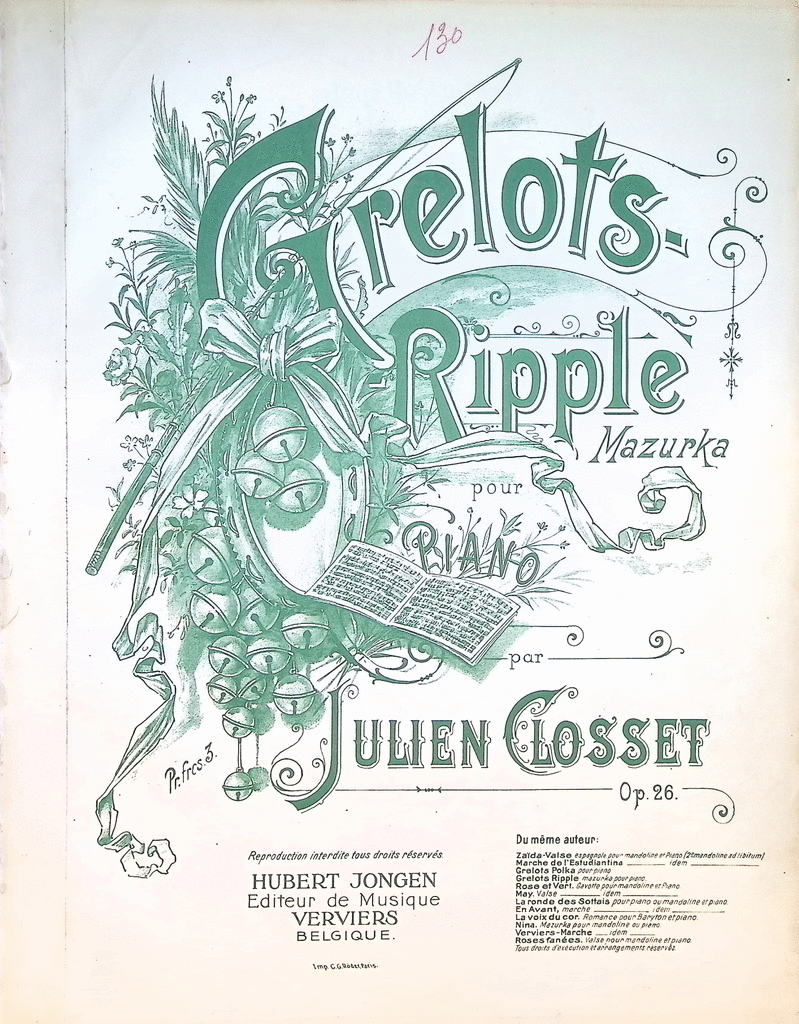 130
Grelots-
Ripple
Mazurka
pour
PIANO
par
JULIEN CLOSSET
Op. 26.
Pr. frcs. 3.
Reproduction interdite tous droits réservés.
HUBERT JONGEN
Editeur de Musique
VERVIERS
BELGIQUE.
Imp. C.G. Röder, Paris.
Du même auteur:
Zaïda-Valse espagnole pour mandoline et Piano (2e mandoline ad libitum)
Marche de l'Estudiantina ——— idem ———
Grelots Polka pour piano
Grelots Ripple mazurka pour piano.
Rose et Vert. Gavotte pour mandoline et Piano.
May. Valse ——— idem ———
La ronde des Sottais pour piano ou mandoline et piano.
En Avant, marche ——— idem ———
La voix du cor. Romance pour Baryton et piano.
Nina. Mazurka pour mandoline ou piano.
Verviers-Marche — idem ———
Roses fanées. Valse pour mandoline et piano.
Tous droits d'exécution et arrangements réservés.